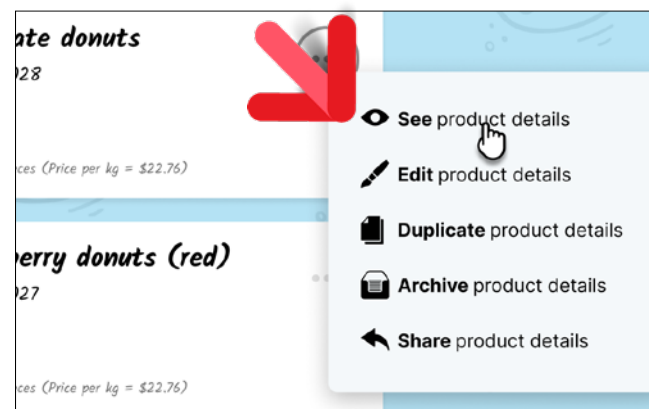 ate donuts
028
ces (Price per kg = $22.76)
erry donuts (red)
027
ces (Price per kg = $22.76)
See product details
Edit product details
Duplicate product details
Archive product details
Share product details